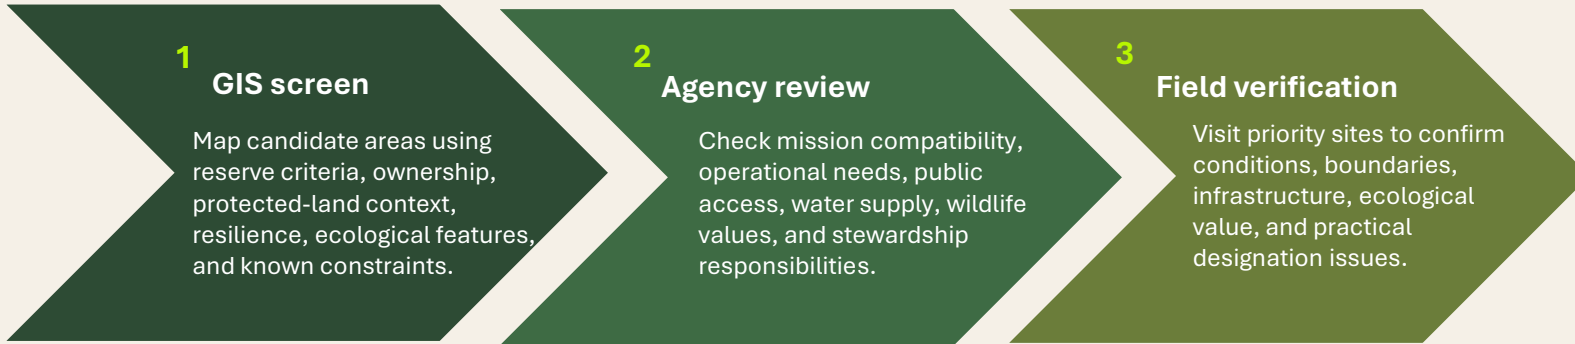 1
GIS screen
Map candidate areas using
reserve criteria, ownership,
protected-land context,
resilience, ecological features,
and known constraints.
2
Agency review
Check mission compatibility,
operational needs, public
access, water supply, wildlife
values, and stewardship
responsibilities.
3
Field verification
Visit priority sites to confirm
conditions, boundaries,
infrastructure, ecological
value, and practical
designation issues.